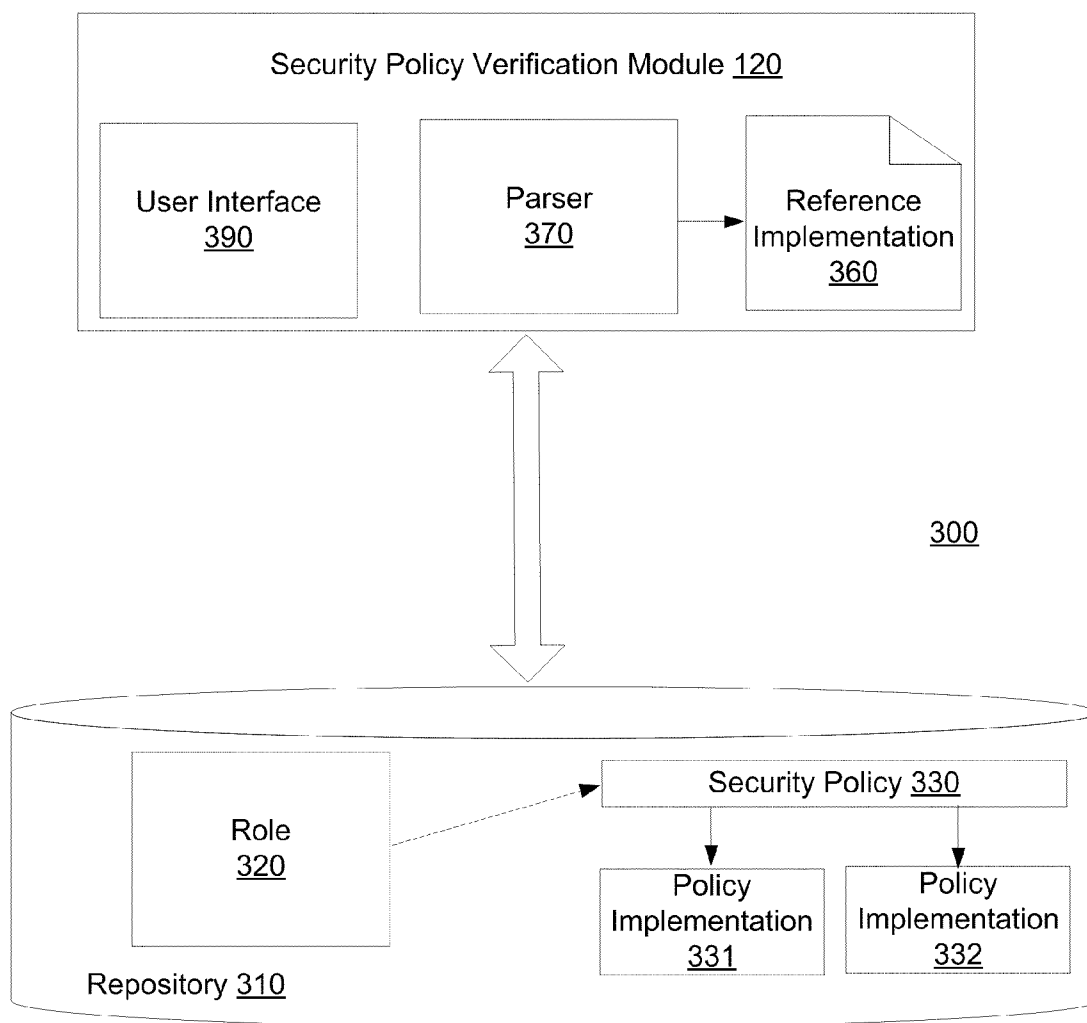 Security Policy Verification Module 120
User Interface
390
Parser
370
Reference
Implementation
360
300
Security Policy 330
Role
320
Policy
Implementation
331
Policy
Implementation
332
Repository 310